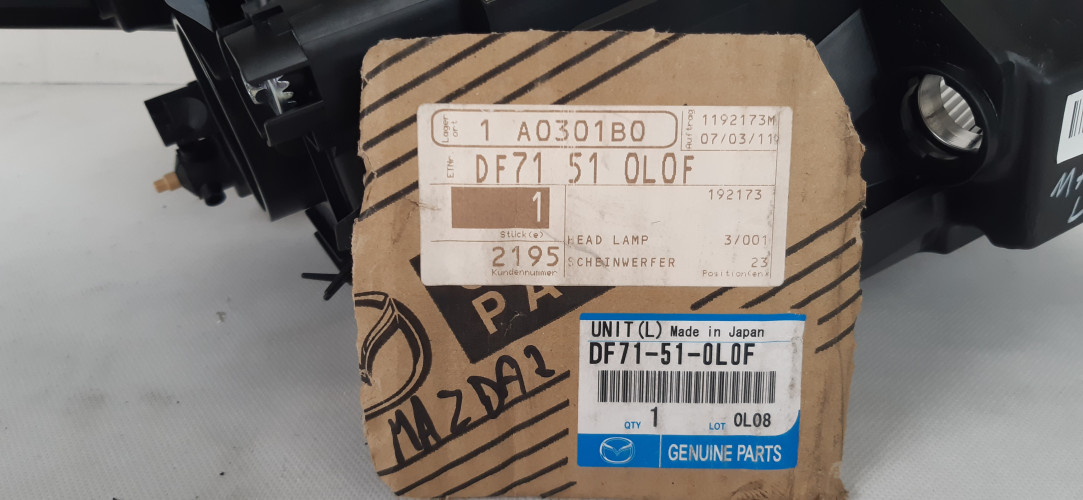 Lager
ort
1 A0301B0
Auftrag
1192173M
07/03/119
ETNr
DF71 51 0L0F
1
192173
Stück(e)
HEAD LAMP 3/001
2195 SCHEINWERFER 23
Kundennummer Position(en)
PA
MAZDA2
UNIT(L) Made in Japan
DF71-51-0L0F
QTY 1 LOT 0L08
GENUINE PARTS